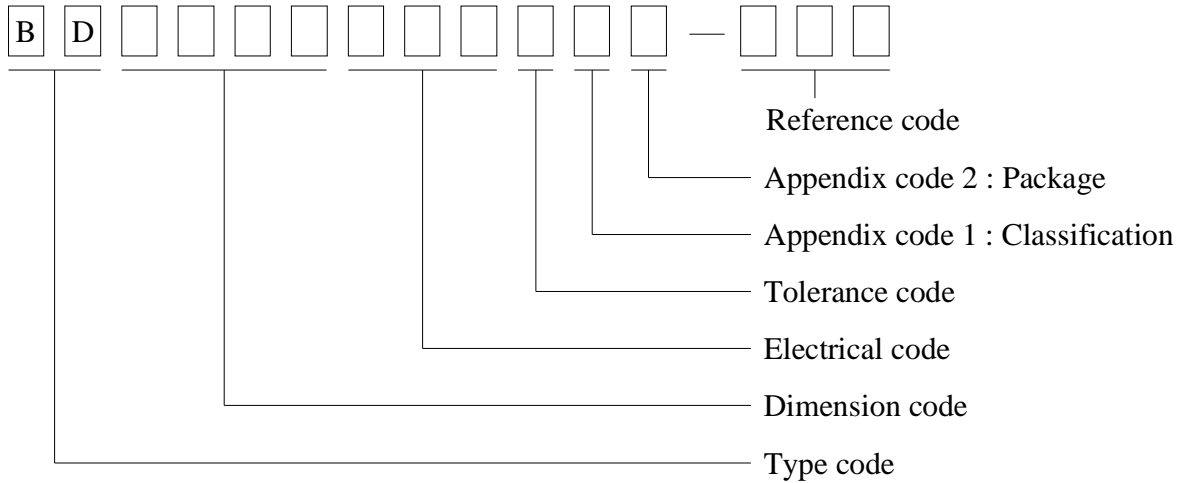 B D —
Reference code
Appendix code 2 : Package
Appendix code 1 : Classification
Tolerance code
Electrical code
Dimension code
Type code